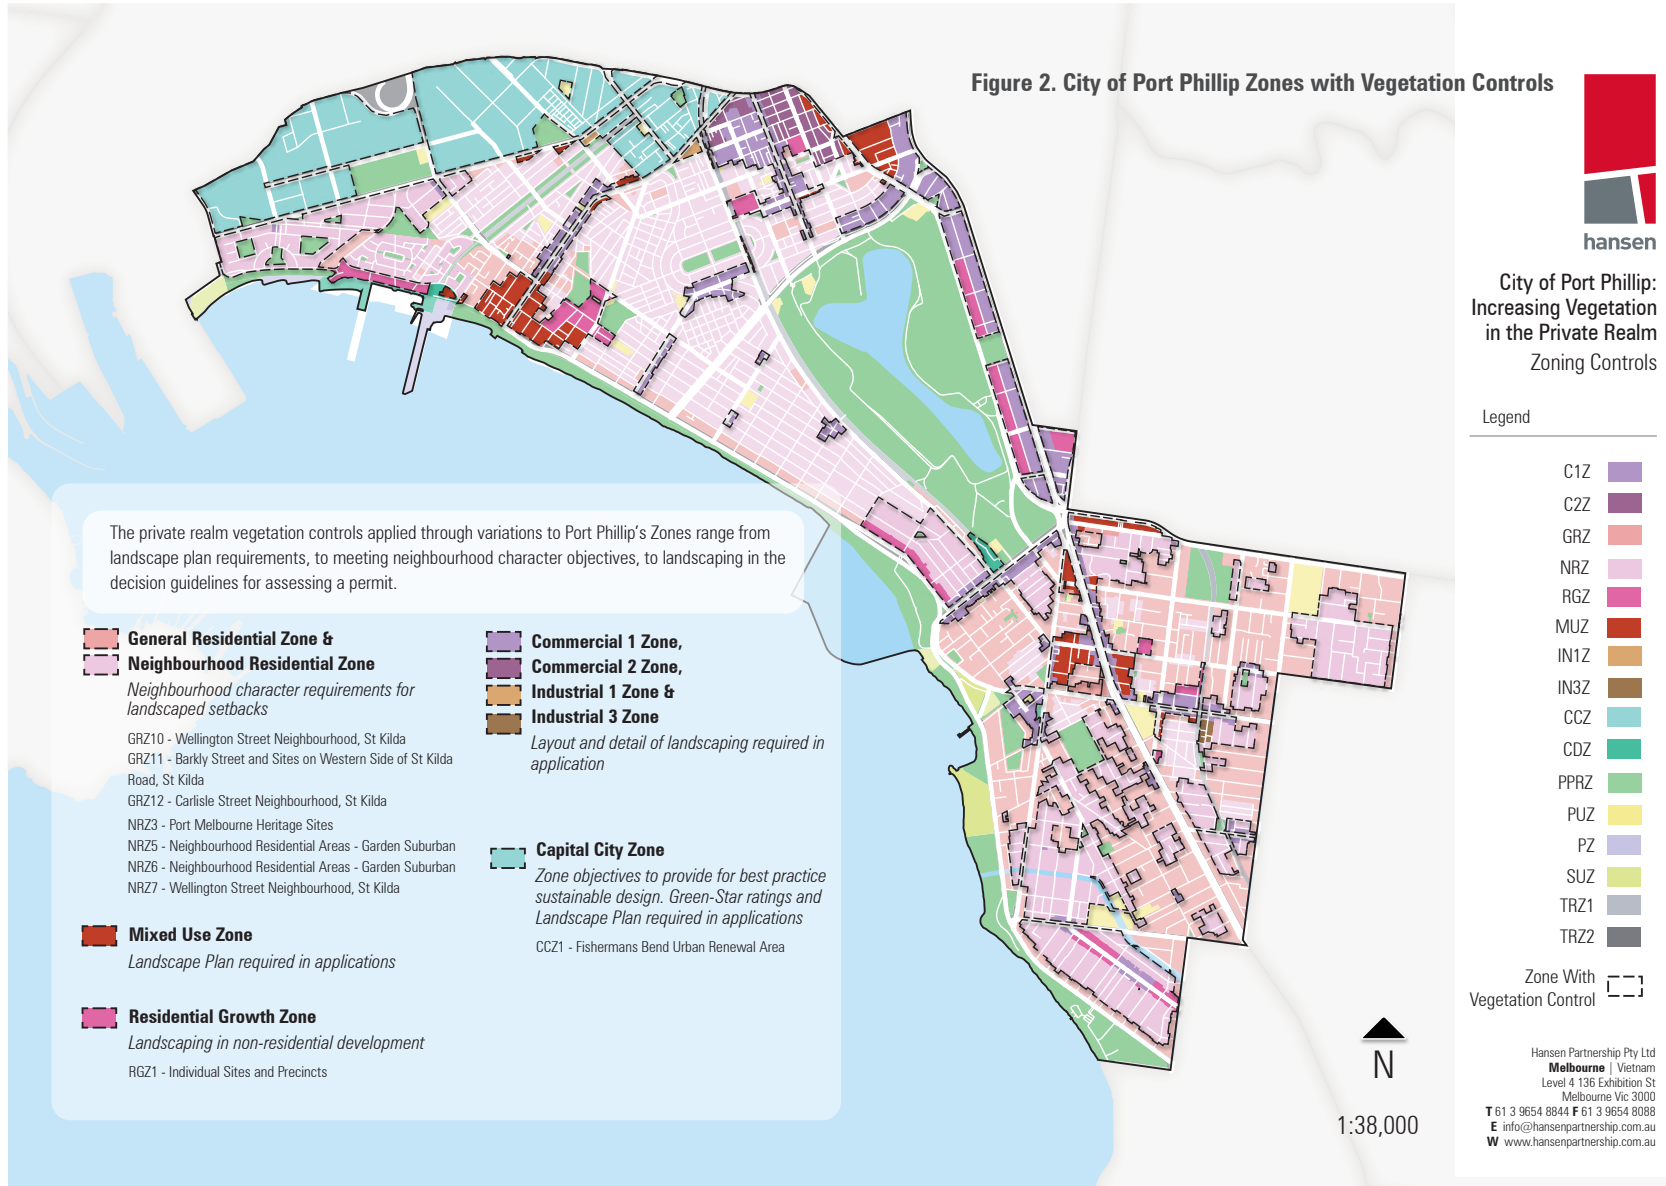 Figure 2. City of Port Phillip Zones with Vegetation Controls
hansen
City of Port Phillip:
Increasing Vegetation
in the Private Realm
Zoning Controls
Legend
C1Z
C2Z
GRZ
NRZ
RGZ
MUZ
IN1Z
IN3Z
CCZ
CDZ
PPRZ
PUZ
PZ
SUZ
TRZ1
TRZ2
Zone With
Vegetation Control
The private realm vegetation controls applied through variations to Port Phillip's Zones range from
landscape plan requirements, to meeting neighbourhood character objectives, to landscaping in the
decision guidelines for assessing a permit.
General Residential Zone &
Neighbourhood Residential Zone
Neighbourhood character requirements for
landscaped setbacks
GRZ10 - Wellington Street Neighbourhood, St Kilda
GRZ11 - Barkly Street and Sites on Western Side of St Kilda
Road, St Kilda
GRZ12 - Carlisle Street Neighbourhood, St Kilda
NRZ3 - Port Melbourne Heritage Sites
NRZ5 - Neighbourhood Residential Areas - Garden Suburban
NRZ6 - Neighbourhood Residential Areas - Garden Suburban
NRZ7 - Wellington Street Neighbourhood, St Kilda
Mixed Use Zone
Landscape Plan required in applications
Residential Growth Zone
Landscaping in non-residential development
RGZ1 - Individual Sites and Precincts
Commercial 1 Zone,
Commercial 2 Zone,
Industrial 1 Zone &
Industrial 3 Zone
Layout and detail of landscaping required in
application
Capital City Zone
Zone objectives to provide for best practice
sustainable design. Green-Star ratings and
Landscape Plan required in applications
CCZ1 - Fishermans Bend Urban Renewal Area
N
1:38,000
Hansen Partnership Pty Ltd
Melbourne | Vietnam
Level 4 136 Exhibition St
Melbourne Vic 3000
T 61 3 9654 8844 F 61 3 9654 8088
E info@hansenpartnership.com.au
W www.hansenpartnership.com.au